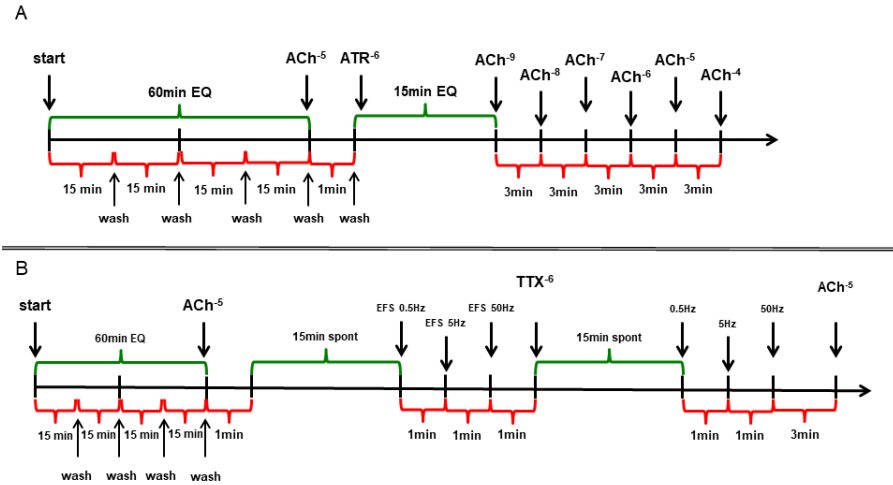 A
start
ACh-5
ATR-6
ACh-9
ACh-8
ACh-7
ACh-6
ACh-5
ACh-4
60min EQ
15min EQ
15 min
15 min
15 min
15 min
1min
3min
3min
3min
3min
3min
wash
wash
wash
wash
wash
B
start
ACh-5
EFS 0.5Hz
EFS 5Hz
EFS 50Hz
TTX-6
0.5Hz
5Hz
50Hz
ACh-5
60min EQ
15min spont
15min spont
15 min
15 min
15 min
15 min
1min
1min
1min
1min
1min
1min
3min
wash
wash
wash
wash